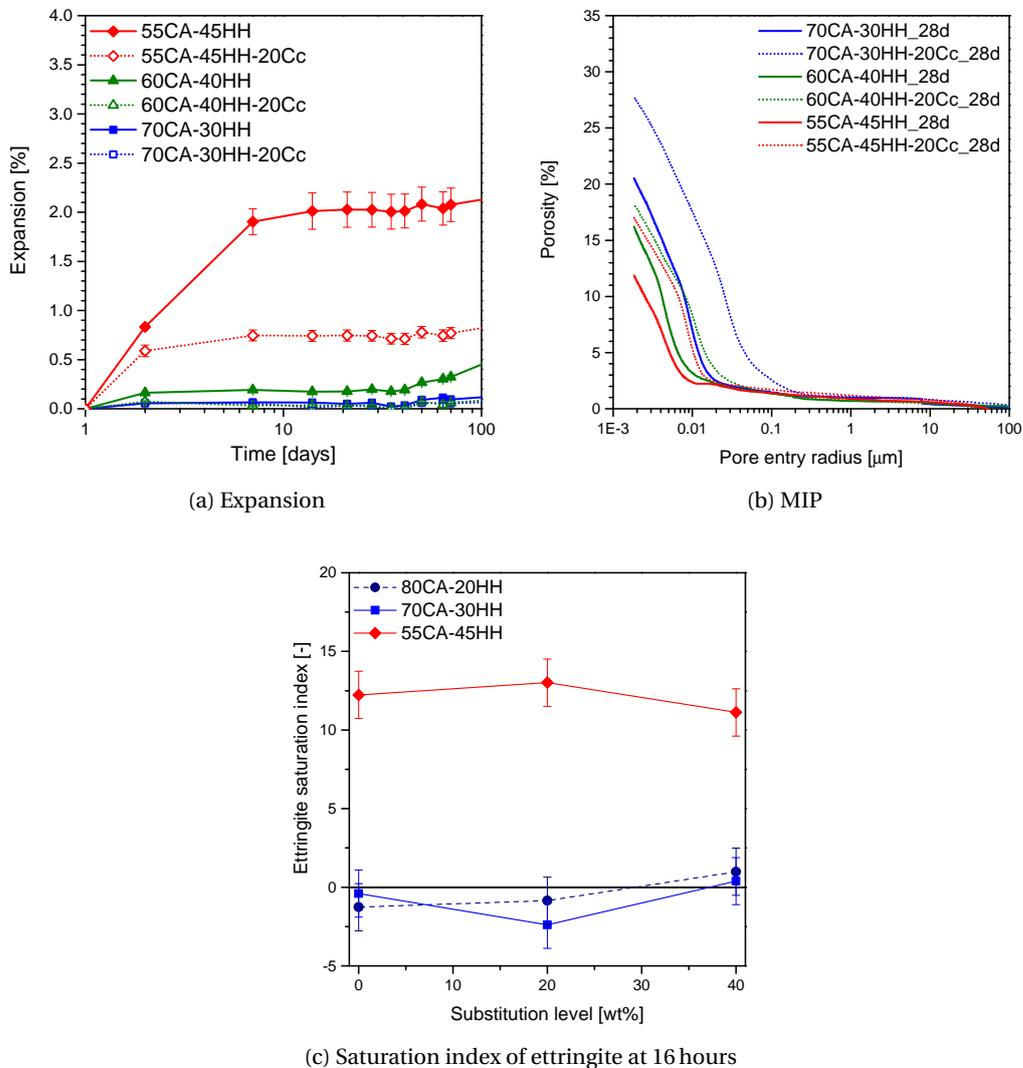 4.0
3.5
3.0
2.5
2.0
1.5
1.0
0.5
0.0
Expansion [%]
55CA-45HH
55CA-45HH-20Cc
60CA-40HH
60CA-40HH-20Cc
70CA-30HH
70CA-30HH-20Cc
1
10
100
Time [days]
(a) Expansion
35
30
25
20
15
10
5
0
Porosity [%]
70CA-30HH_28d
70CA-30HH-20Cc_28d
60CA-40HH_28d
60CA-40HH-20Cc_28d
55CA-45HH_28d
55CA-45HH-20Cc_28d
1E-3
0.01
0.1
1
10
100
Pore entry radius [μm]
(b) MIP
20
15
10
5
0
-5
Ettringite saturation index [-]
80CA-20HH
70CA-30HH
55CA-45HH
0
10
20
30
40
Substitution level [wt%]
(c) Saturation index of ettringite at 16 hours